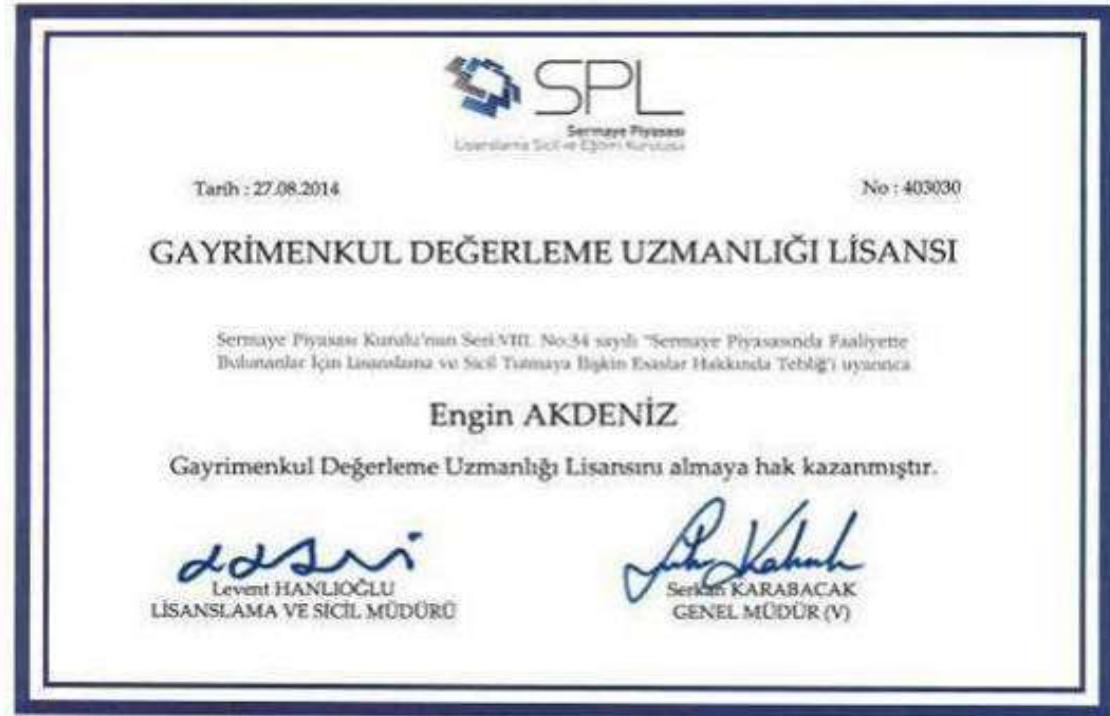 SPL
Sermaye Piyasası
Lisanslama Sicil ve Eğitim Kuruluşu
Tarih : 27.08.2014
No : 403030
GAYRİMENKUL DEĞERLEME UZMANLIĞI LİSANSI
Sermaye Piyasası Kurulu'nun Seri:VIII, No:34 sayılı "Sermaye Piyasasında Faaliyette
Bulunanlar İçin Lisanslama ve Sicil Tutmaya İlişkin Esaslar Hakkında Tebliğ"i uyarınca
Engin AKDENİZ
Gayrimenkul Değerleme Uzmanlığı Lisansını almaya hak kazanmıştır.
Levent HANLIOĞLU
LİSANSLAMA VE SİCİL MÜDÜRÜ
Serkan KARABACAK
GENEL MÜDÜR (V)